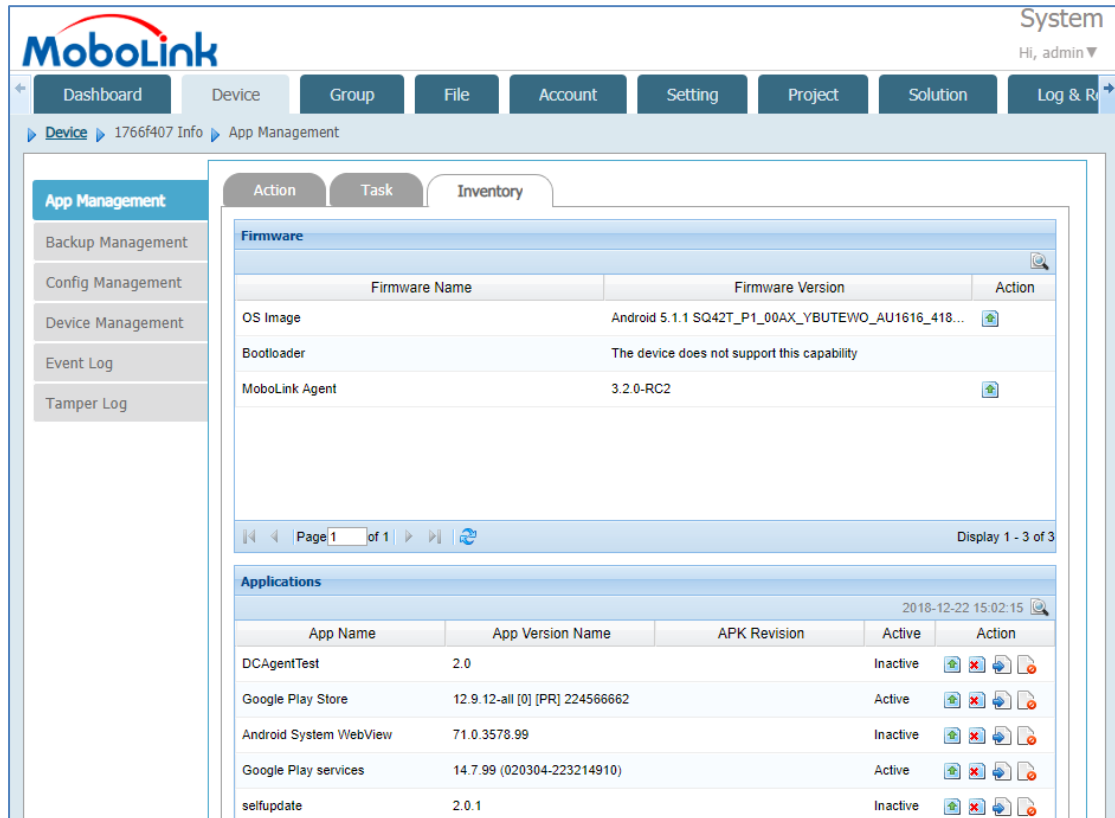 System
MoboLink
Hi, admin▼
Dashboard Device Group File Account Setting Project Solution Log & R
Device 1766f407 Info App Management
Action Task Inventory
App Management
Backup Management
Config Management
Device Management
Event Log
Tamper Log
Firmware
Firmware Name Firmware Version Action
OS Image Android 5.1.1 SQ42T_P1_00AX_YBUTEWO_AU1616_418...
Bootloader The device does not support this capability
MoboLink Agent 3.2.0-RC2
Page 1 of 1 Display 1 - 3 of 3
Applications
2018-12-22 15:02:15
App Name App Version Name APK Revision Active Action
DCAgentTest 2.0 Inactive
Google Play Store 12.9.12-all [0] [PR] 224566662 Active
Android System WebView 71.0.3578.99 Inactive
Google Play services 14.7.99 (020304-223214910) Active
selfupdate 2.0.1 Inactive